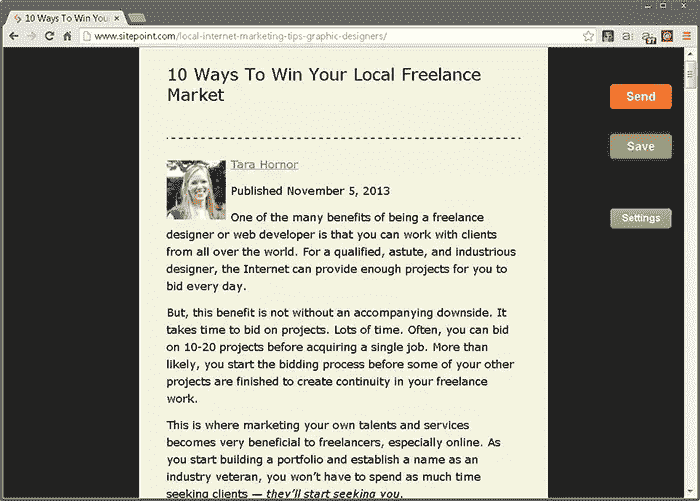 10 Ways To Win Your
www.sitepoint.com/local-internet-marketing-tips-graphic-designers/
10 Ways To Win Your Local Freelance
Market
Send
Save
Settings
Tara Hornor
Published November 5, 2013
One of the many benefits of being a freelance
designer or web developer is that you can work with clients
from all over the world. For a qualified, astute, and industrious
designer, the Internet can provide enough projects for you to
bid every day.
But, this benefit is not without an accompanying downside. It
takes time to bid on projects. Lots of time. Often, you can bid
on 10-20 projects before acquiring a single job. More than
likely, you start the bidding process before some of your other
projects are finished to create continuity in your freelance
work.
This is where marketing your own talents and services
becomes very beneficial to freelancers, especially online. As
you start building a portfolio and establish a name as an
industry veteran, you won't have to spend as much time
seeking clients — they'll start seeking you.